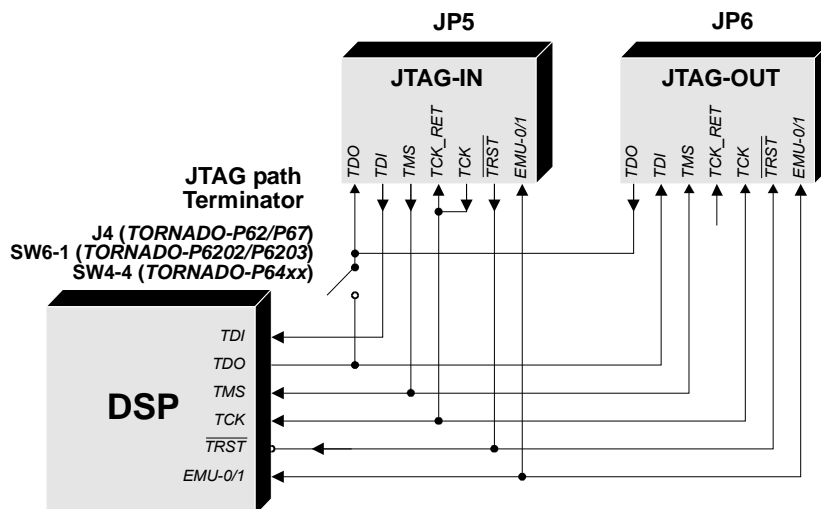 JP5
JP6
JTAG-IN
JTAG-OUT
TDO
TDI
TMS
TCK_RET
TCK
TRST
EMU-0/1
TDO
TDI
TMS
TCK_RET
TCK
TRST
EMU-0/1
JTAG path
Terminator
J4 (TORNADO-P62/P67)
SW6-1 (TORNADO-P6202/P6203)
SW4-4 (TORNADO-P64xx)
DSP
TDI
TDO
TMS
TCK
TRST
EMU-0/1